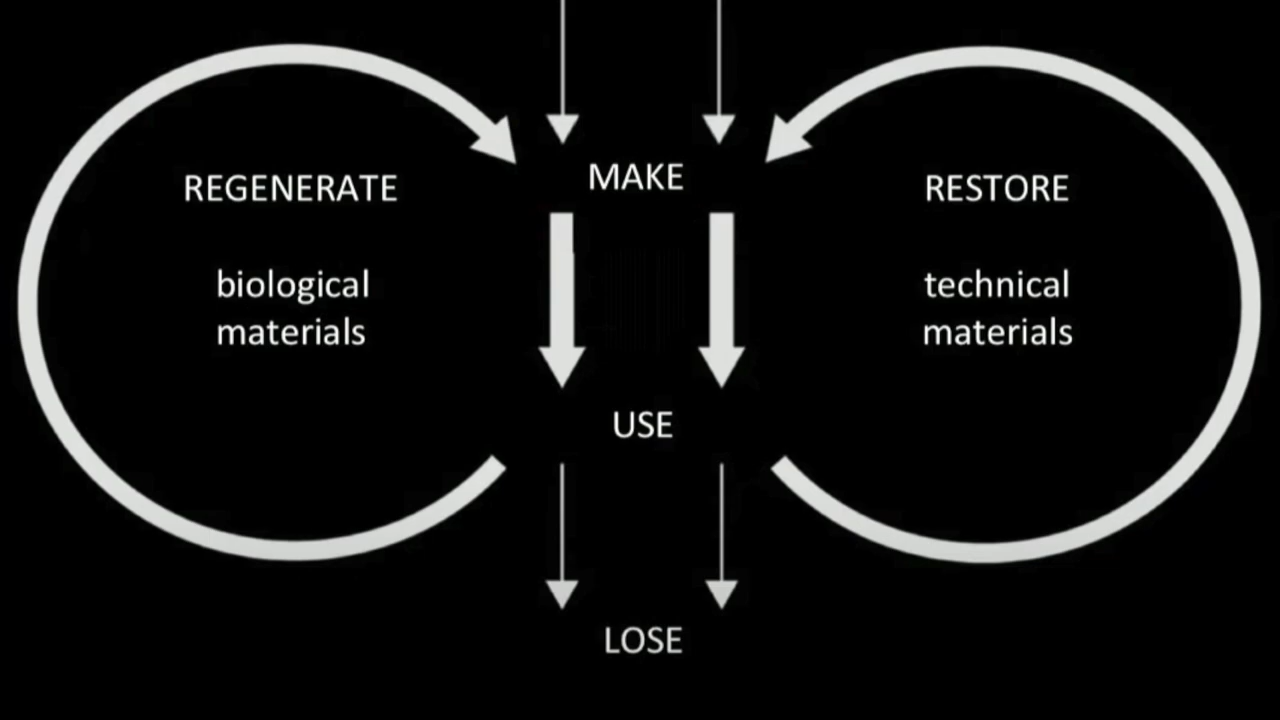 MAKE
REGENERATE
RESTORE
biological
materials
technical
materials
USE
LOSE